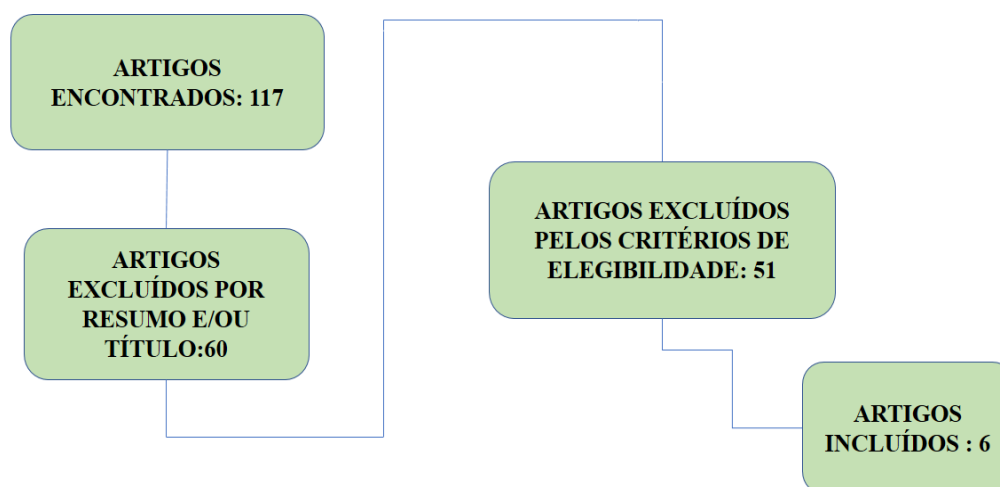 ARTIGOS
ENCONTRADOS: 117
ARTIGOS
EXCLUÍDOS POR
RESUMO E/OU
TÍTULO:60
ARTIGOS EXCLUÍDOS
PELOS CRITÉRIOS DE
ELEGIBILIDADE: 51
ARTIGOS
INCLUÍDOS : 6